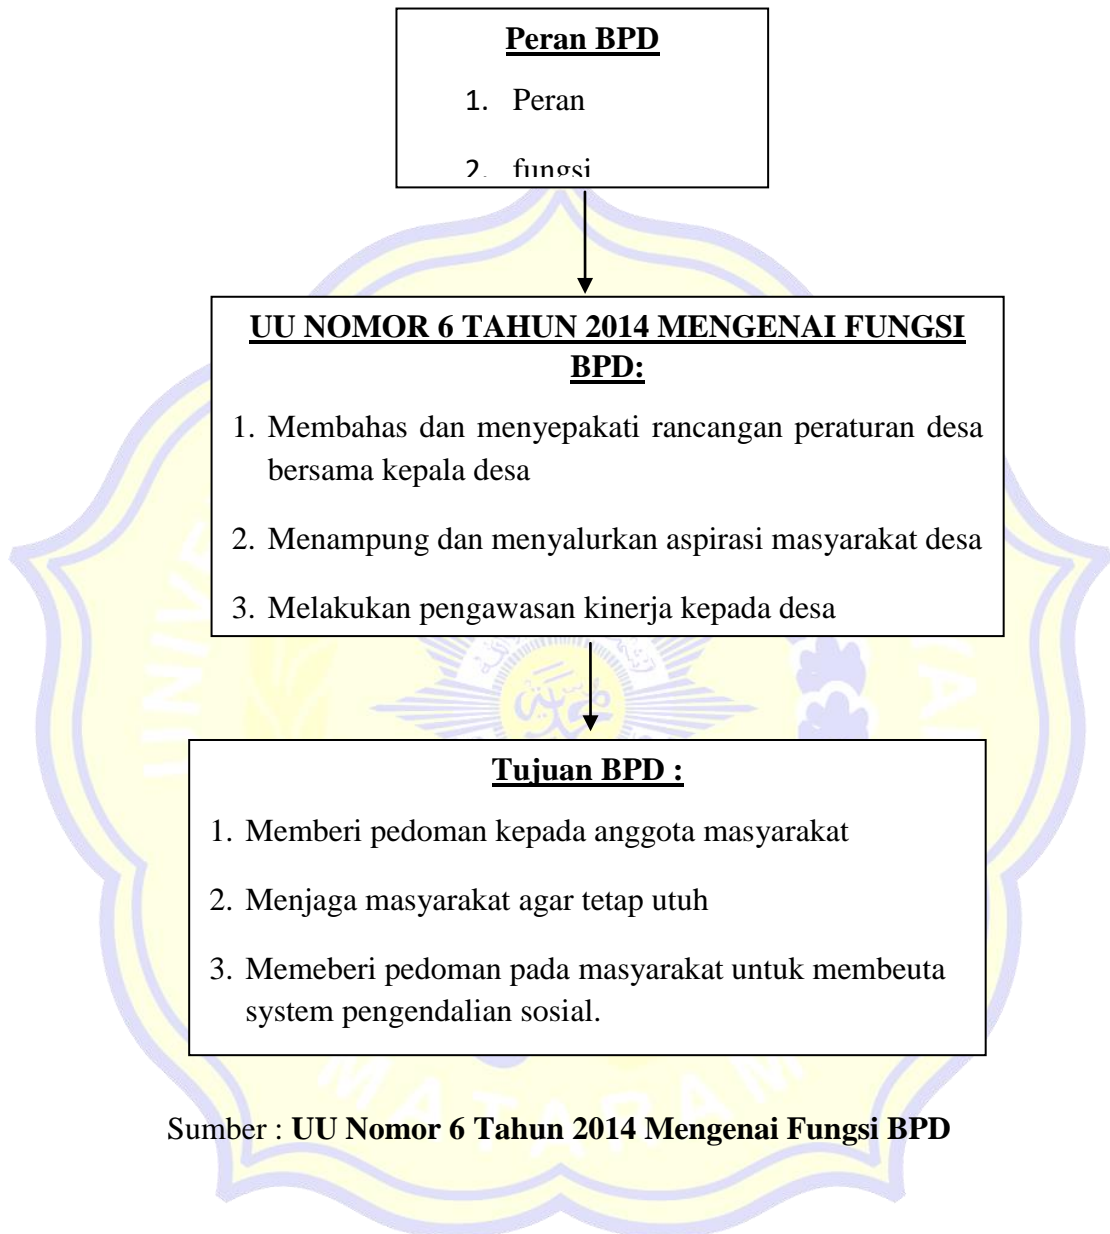 Peran BPD
1. Peran
2. fungsi
UU NOMOR 6 TAHUN 2014 MENGENAI FUNGSI
BPD:
1. Membahas dan menyepakati rancangan peraturan desa
bersama kepala desa
2. Menampung dan menyalurkan aspirasi masyarakat desa
3. Melakukan pengawasan kinerja kepada desa
Tujuan BPD :
1. Memberi pedoman kepada anggota masyarakat
2. Menjaga masyarakat agar tetap utuh
3. Memeberi pedoman pada masyarakat untuk membeuta
system pengendalian sosial.
MATARAM
Sumber : UU Nomor 6 Tahun 2014 Mengenai Fungsi BPD